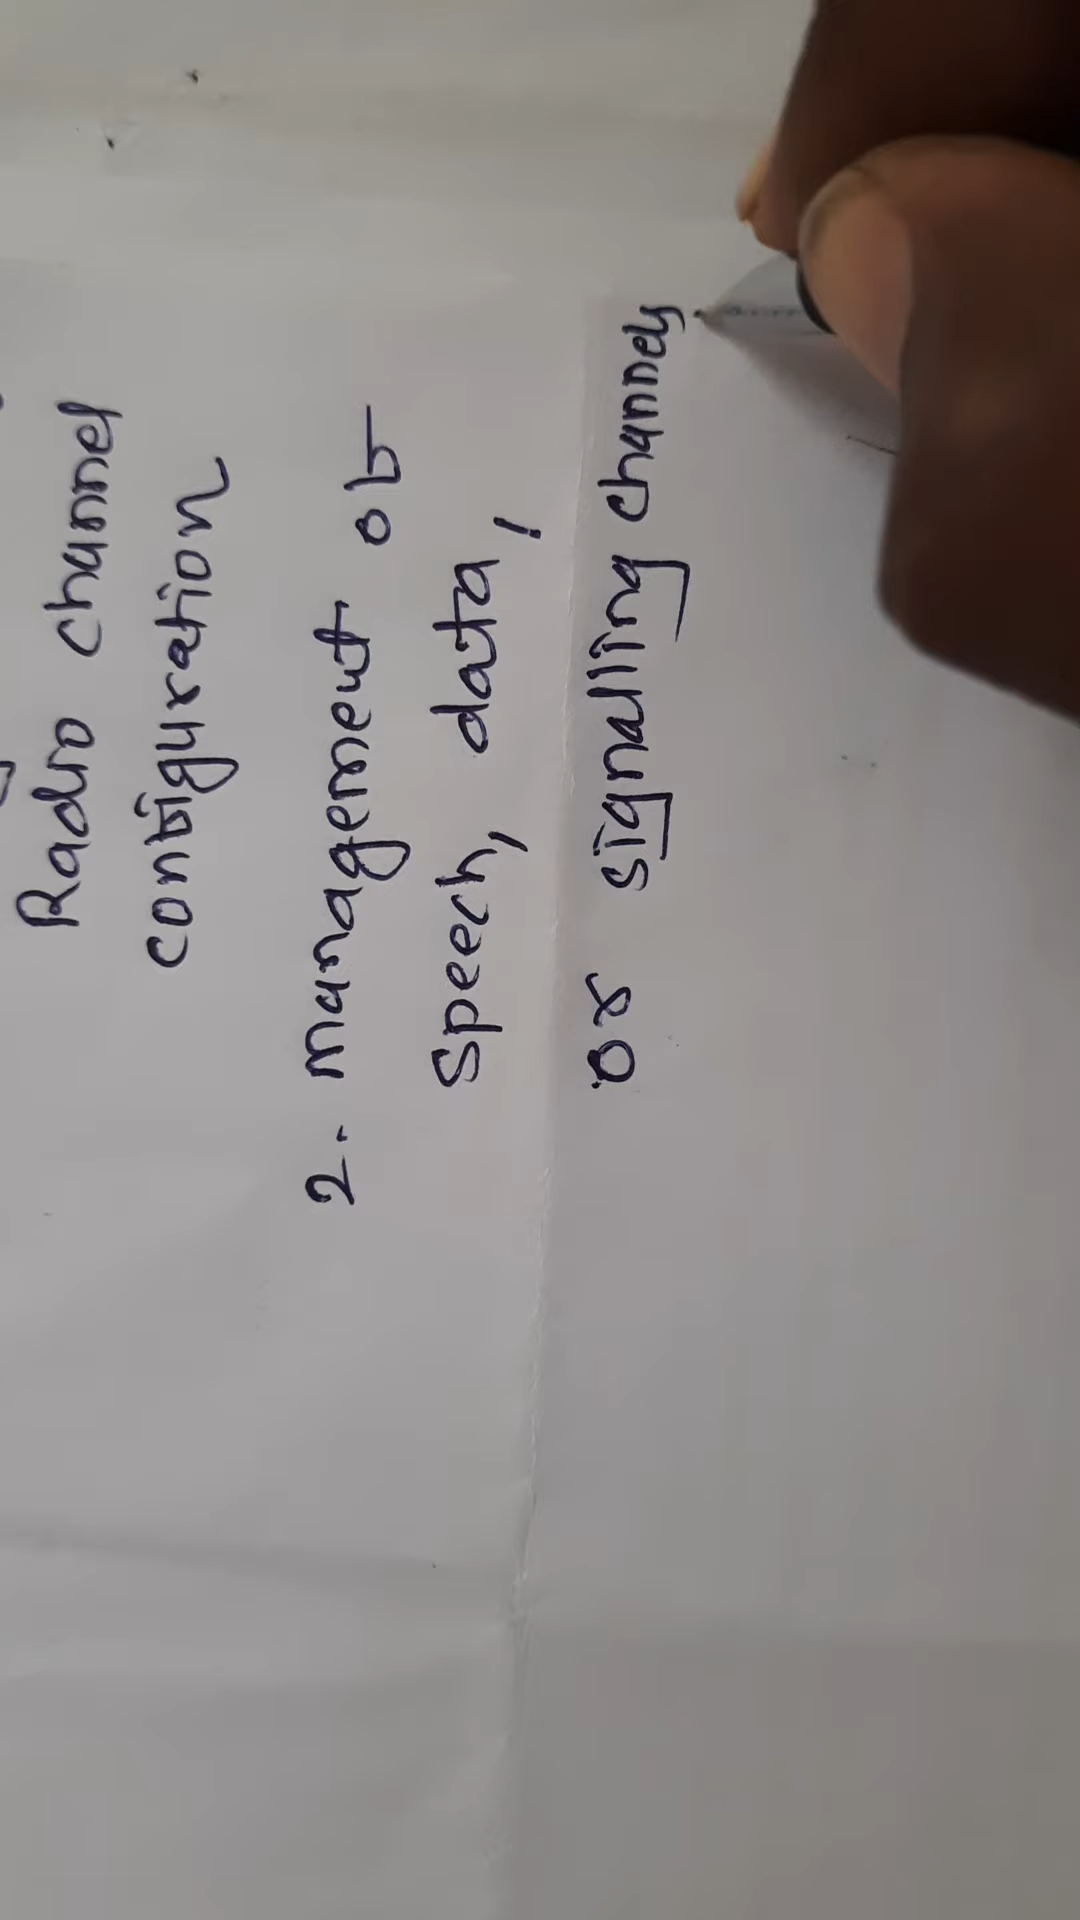 Radio channel
configuration
2. management of
speech, data,
or signalling channels